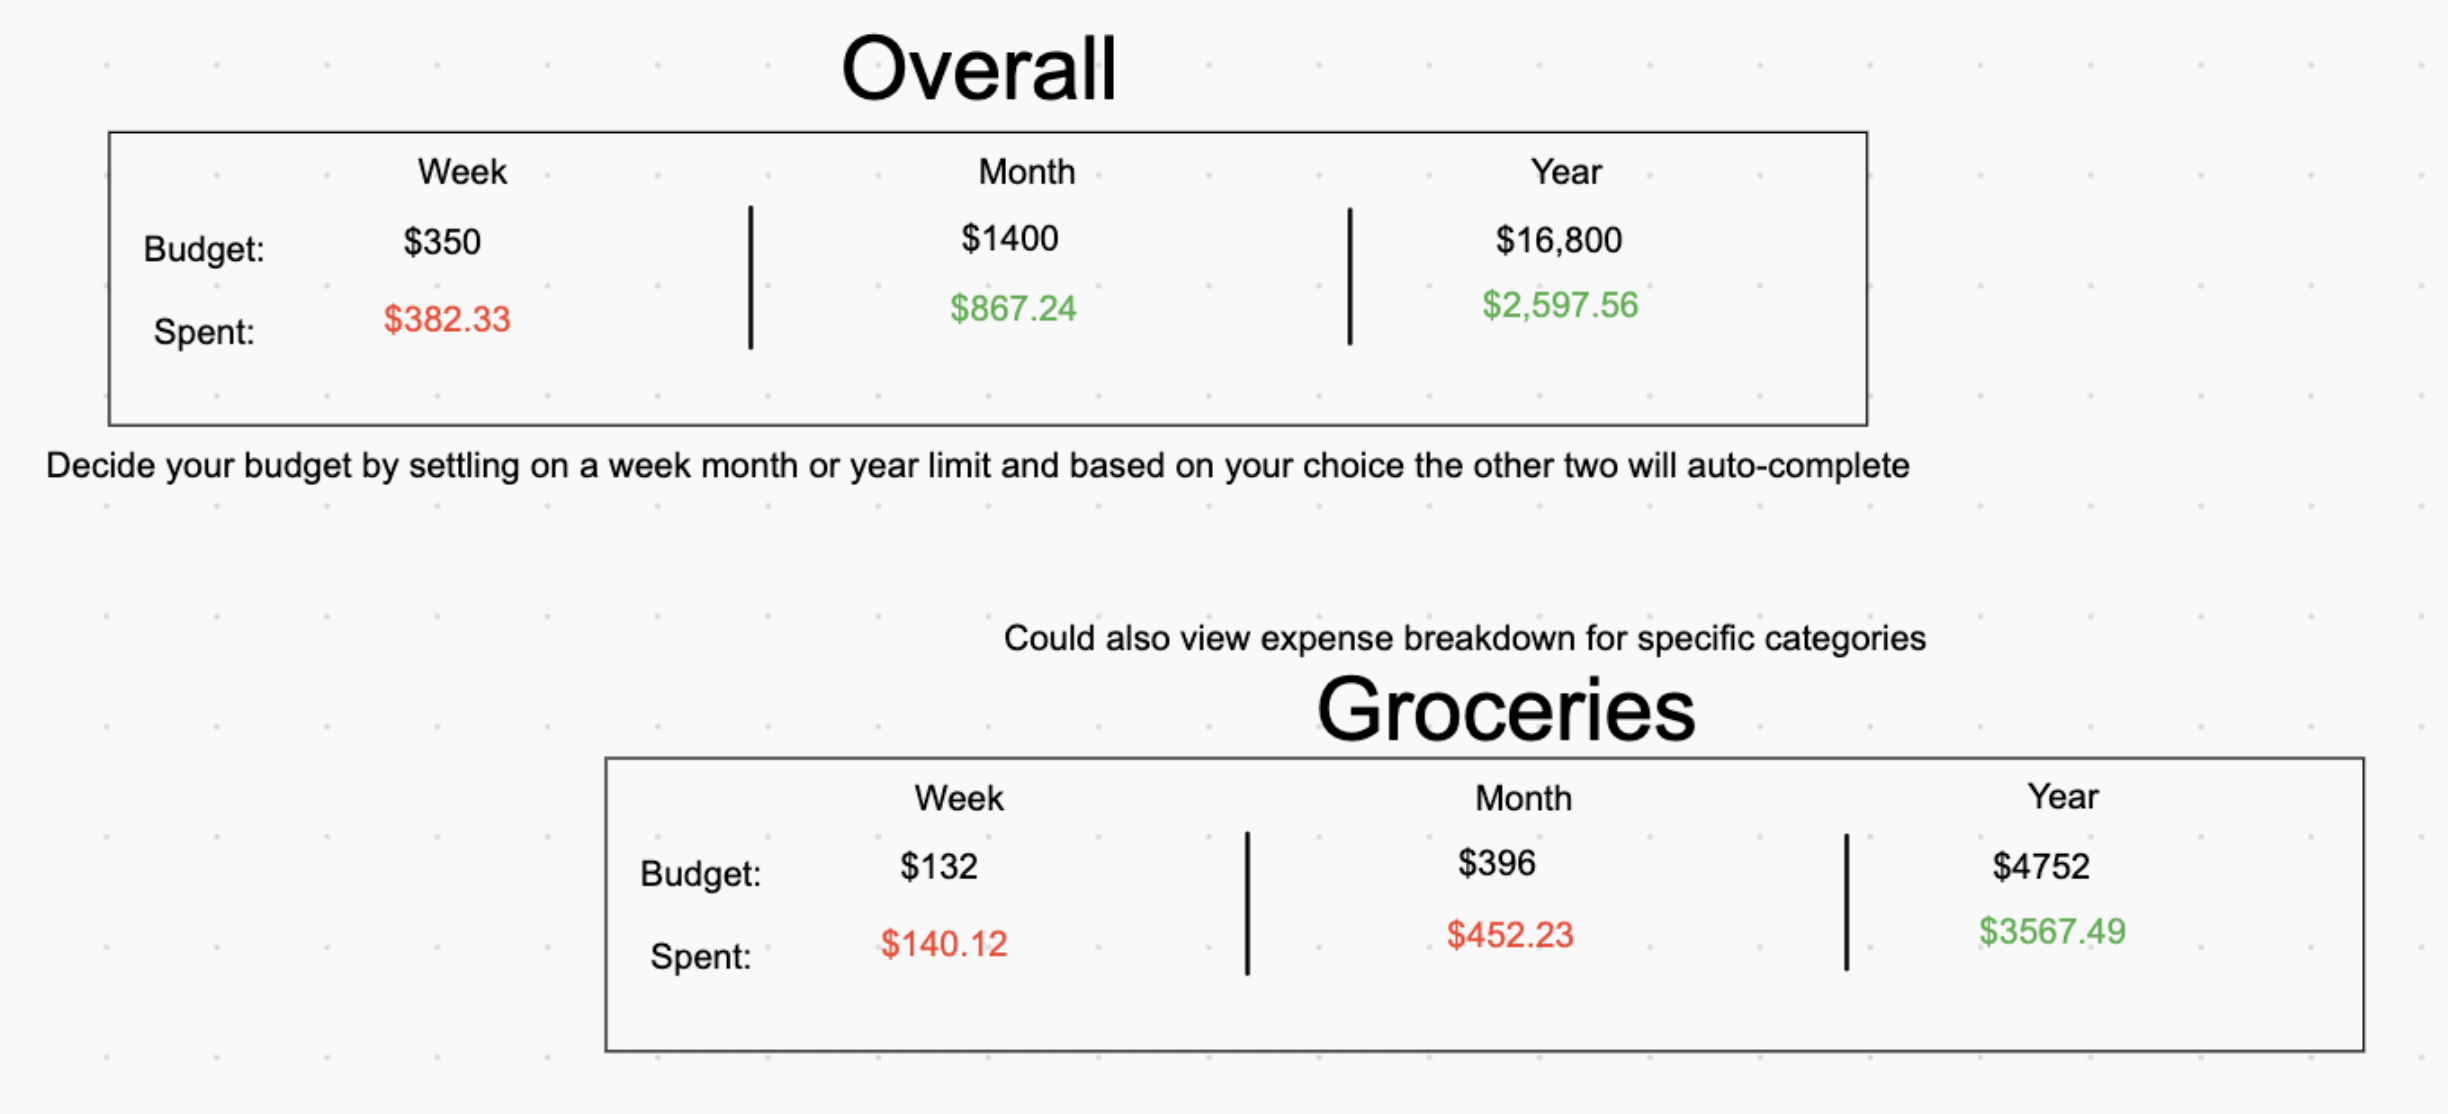 Overall
Week Month Year
Budget: $350 $1400 $16,800
Spent: $382.33 $867.24 $2,597.56
Decide your budget by settling on a week month or year limit and based on your choice the other two will auto-complete
Could also view expense breakdown for specific categories
Groceries
Week Month Year
Budget: $132 $396 $4752
Spent: $140.12 $452.23 $3567.49